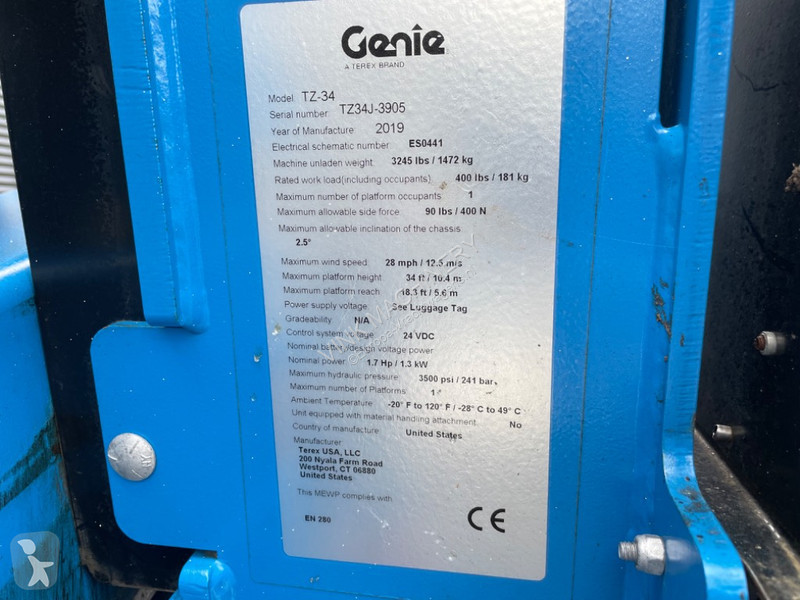 Genie
A TEREX BRAND
Model: TZ-34
Serial number: TZ34J-3905
Year of Manufacture: 2019
Electrical schematic number: ES0441
Machine unladen weight: 3245 lbs / 1472 kg
Rated work load(including occupants): 400 lbs / 181 kg
Maximum number of platform occupants: 1
Maximum allowable side force: 90 lbs / 400 N
Maximum allowable inclination of the chassis
2.5°
Maximum wind speed: 28 mph / 12.5 m/s
Maximum platform height: 34 ft / 10.4 m
Maximum platform reach: 18.3 ft / 5.6 m
Power supply voltage: See Luggage Tag
Gradeability: N/A
Control system voltage: 24 VDC
Nominal battery/design voltage power
Nominal power: 1.7 Hp / 1.3 kW
Maximum hydraulic pressure: 3500 psi / 241 bar
Maximum number of Platforms: 1
Ambient Temperature: -20° F to 120° F / -28° C to 49° C
Unit equipped with material handling attachment: No
Country of manufacture: United States
Manufacturer:
Terex USA, LLC
200 Nyala Farm Road
Westport, CT 06880
United States
This MEWP complies with:
EN 280
CE